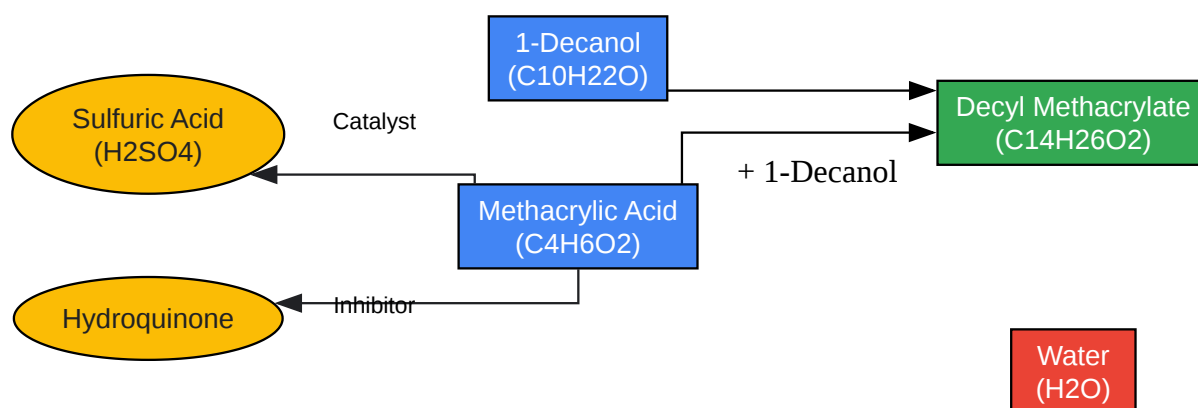 1-Decanol
(C10H22O)
Sulfuric Acid
(H2SO4)
Catalyst
Decyl Methacrylate
(C14H26O2)
+ 1-Decanol
Methacrylic Acid
(C4H6O2)
Hydroquinone
Inhibitor
Water
(H2O)